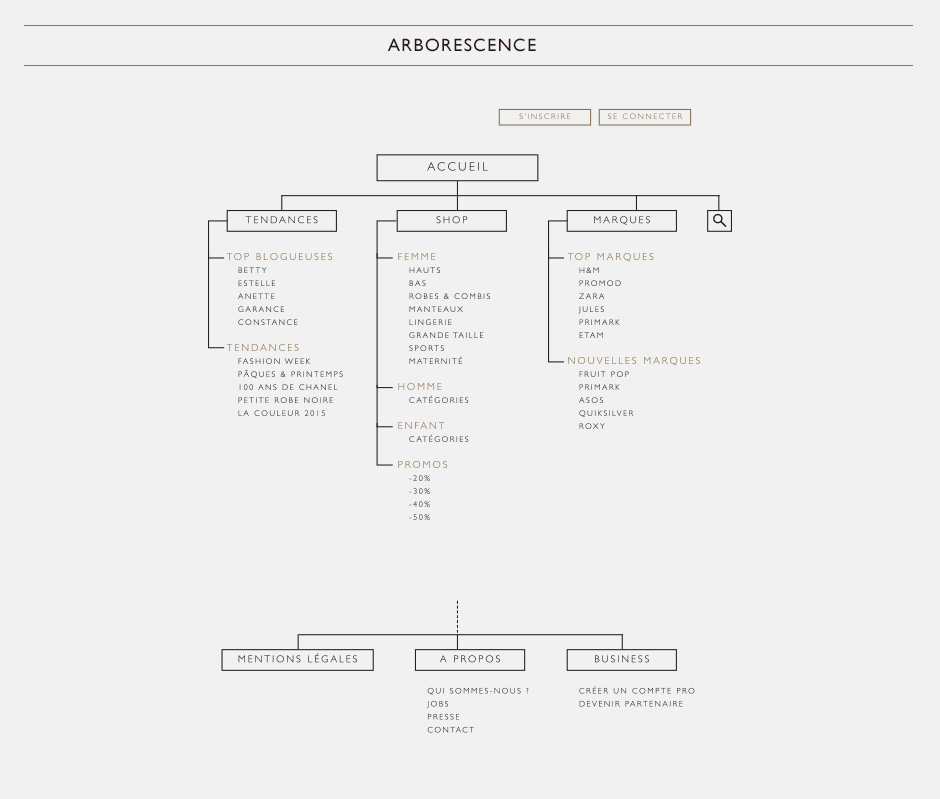 ARBORESCENCE
S'INSCRIRE
SE CONNECTER
ACCUEIL
TENDANCES
SHOP
MARQUES
TOP BLOGUEUSES
BETTY
ESTELLE
ANETTE
GARANCE
CONSTANCE
TENDANCES
FASHION WEEK
PÂQUES & PRINTEMPS
100 ANS DE CHANEL
PETITE ROBE NOIRE
LA COULEUR 2015
FEMME
HAUTS
BAS
ROBES & COMBIS
MANTEAUX
LINGERIE
GRANDE TAILLE
SPORTS
MATERNITÉ
HOMME
CATÉGORIES
ENFANT
CATÉGORIES
PROMOS
-20%
-30%
-40%
-50%
TOP MARQUES
H&M
PROMOD
ZARA
JULES
PRIMARK
ETAM
NOUVELLES MARQUES
FRUIT POP
PRIMARK
ASOS
QUIKSILVER
ROXY
MENTIONS LÉGALES
A PROPOS
BUSINESS
QUI SOMMES-NOUS ?
JOBS
PRESSE
CONTACT
CRÉER UN COMPTE PRO
DEVENIR PARTENAIRE